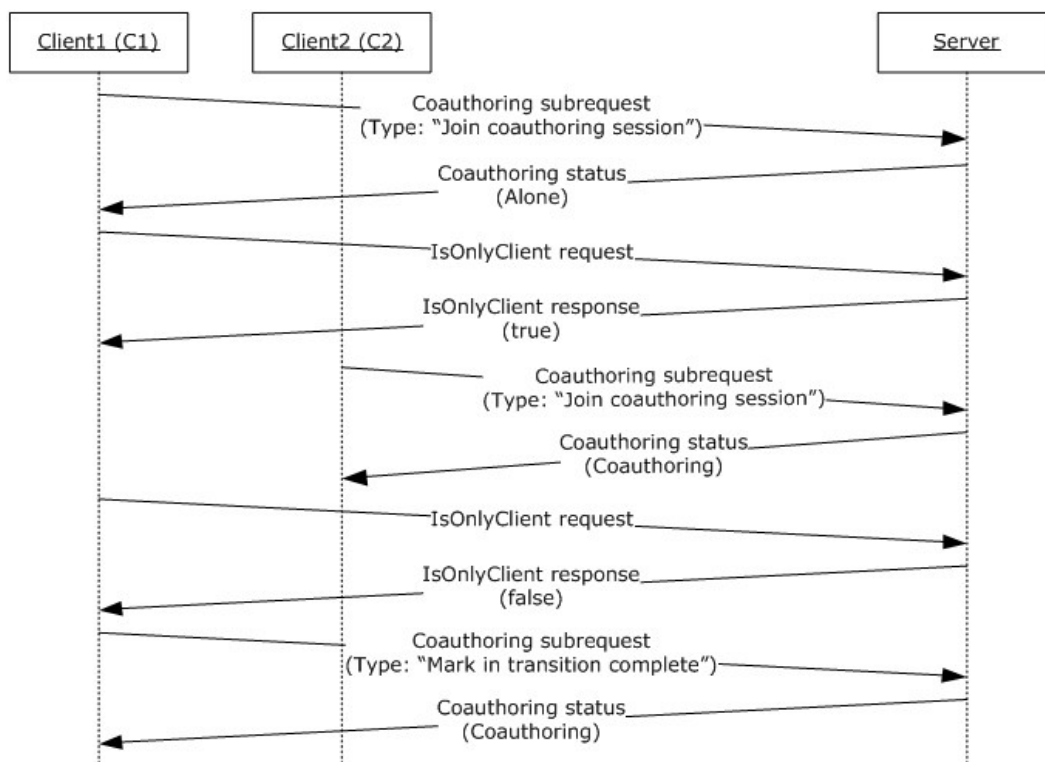 Client1 (C1)
Client2 (C2)
Server
Coauthoring subrequest
(Type: “Join coauthoring session”)
Coauthoring status
(Alone)
IsOnlyClient request
IsOnlyClient response
(true)
Coauthoring subrequest
(Type: “Join coauthoring session”)
Coauthoring status
(Coauthoring)
IsOnlyClient request
IsOnlyClient response
(false)
Coauthoring subrequest
(Type: “Mark in transition complete”)
Coauthoring status
(Coauthoring)